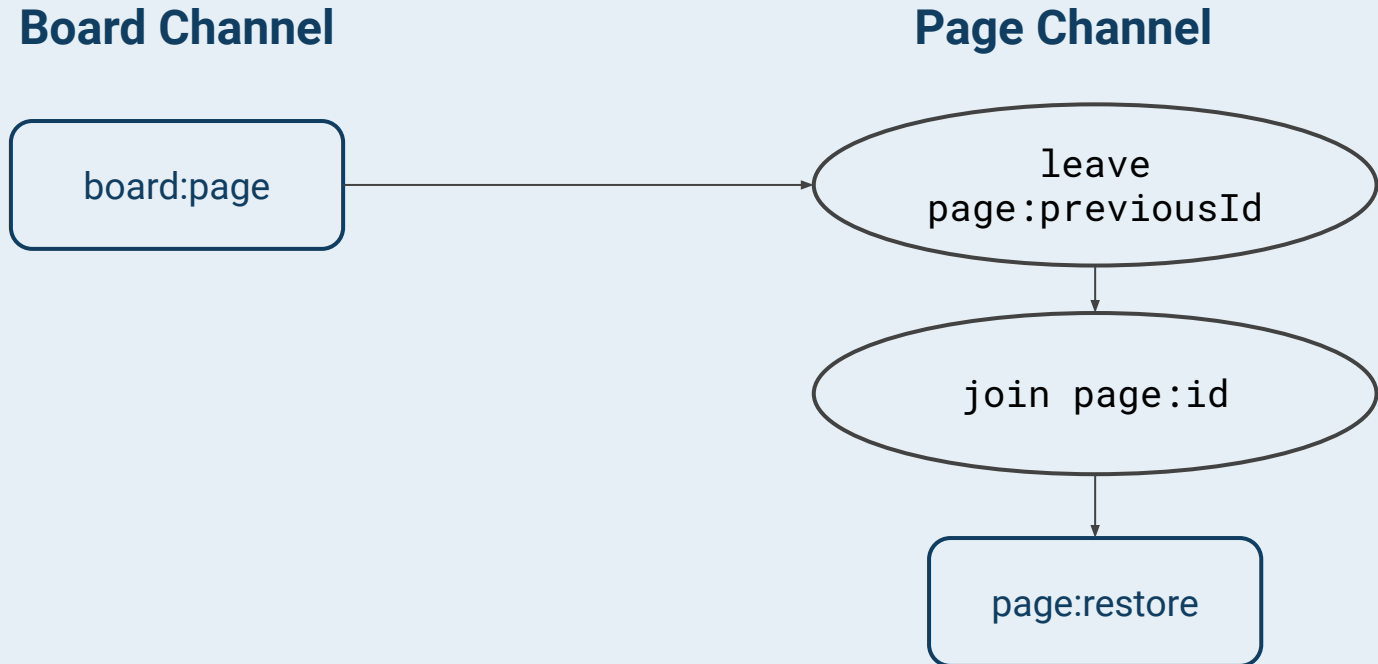 Board Channel
Page Channel
board:page
leave
page:previousId
join page:id
page:restore